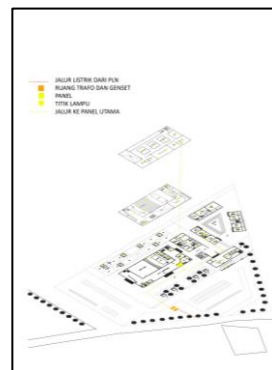 JALUR LISTRIK DARI PLN
RUANG TRAFO DAN GENSET
PANEL
TITIK LAMPU
JALUR KE PANEL UTAMA